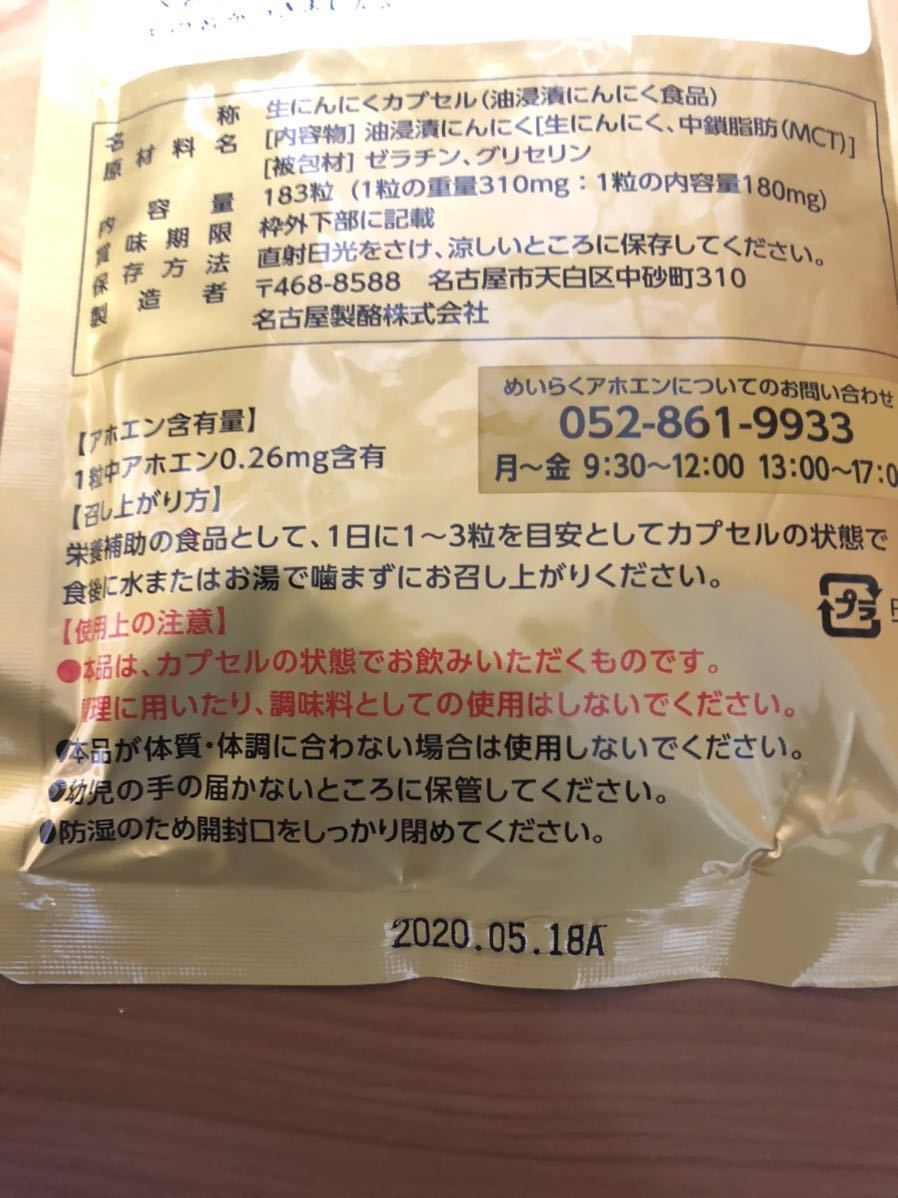 名称 生にんにくカプセル(油浸漬にんにく食品)
原材料名 [内容物] 油浸漬にんにく[生にんにく、中鎖脂肪(MCT)]
[被包材] ゼラチン、グリセリン
内容量 183粒 (1粒の重量310mg:1粒の内容量180mg)
賞味期限 枠外下部に記載
保存方法 直射日光をさけ、涼しいところに保存してください。
製造者 〒468-8588 名古屋市天白区中砂町310
名古屋製酪株式会社
めいらくアホエンについてのお問い合わせ
052-861-9933
月〜金 9:30〜12:00 13:00〜17:0
【アホエン含有量】
1粒中アホエン0.26mg含有
【召し上がり方】
栄養補助の食品として、1日に1〜3粒を目安としてカプセルの状態で
食後に水またはお湯で噛まずにお召し上がりください。
プラ
【使用上の注意】
●本品は、カプセルの状態でお飲みいただくものです。
調理に用いたり、調味料としての使用はしないでください。
●本品が体質・体調に合わない場合は使用しないでください。
●幼児の手の届かないところに保管してください。
●防湿のため開封口をしっかり閉めてください。
2020.05.18A